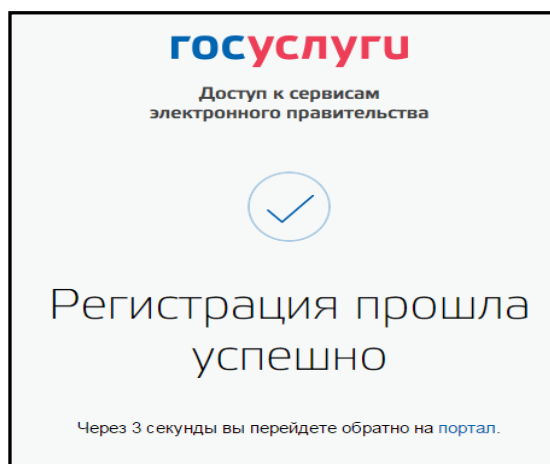 госуслуги
Доступ к сервисам
электронного правительства
Регистрация прошла
успешно
Через 3 секунды вы перейдете обратно на портал.